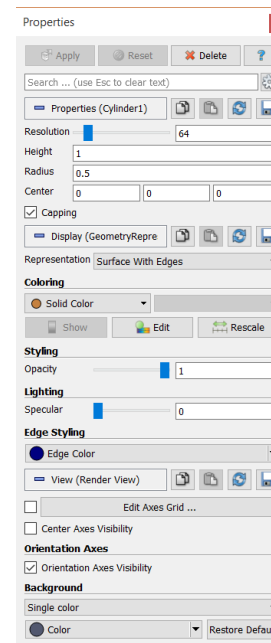 Properties
Apply Reset Delete ?
Search ... (use Esc to clear text)
Properties (Cylinder1)
Resolution 64
Height 1
Radius 0.5
Center 0 0 0
Capping
Display (GeometryRepre
Representation Surface With Edges
Coloring
Solid Color
Show Edit Rescale
Styling
Opacity 1
Lighting
Specular 0
Edge Styling
Edge Color
View (Render View)
Edit Axes Grid ...
Center Axes Visibility
Orientation Axes
Orientation Axes Visibility
Background
Single color
Color Restore Defau